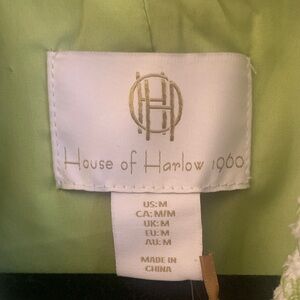 House of Harlow 1960
US: M
CA: M/M
UK: M
EU: M
AU: M
MADE IN
CHINA